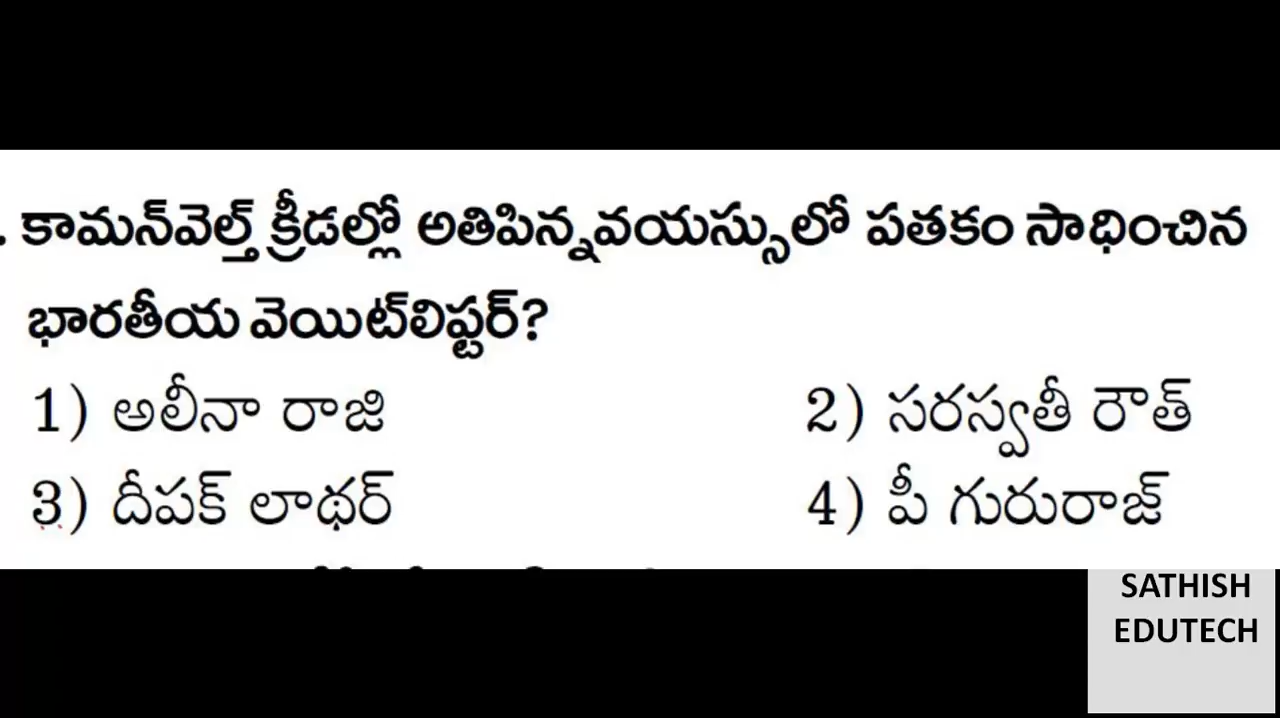 . కామన్‌వెల్త్ క్రీడల్లో అతిపిన్నవయస్సులో పతకం సాధించిన
భారతీయ వెయిట్‌లిఫ్టర్?
1) అలీనా రాజి 2) సరస్వతీ రౌత్
3) దీపక్ లాథర్ 4) పీ గురురాజ్
SATHISH
EDUTECH